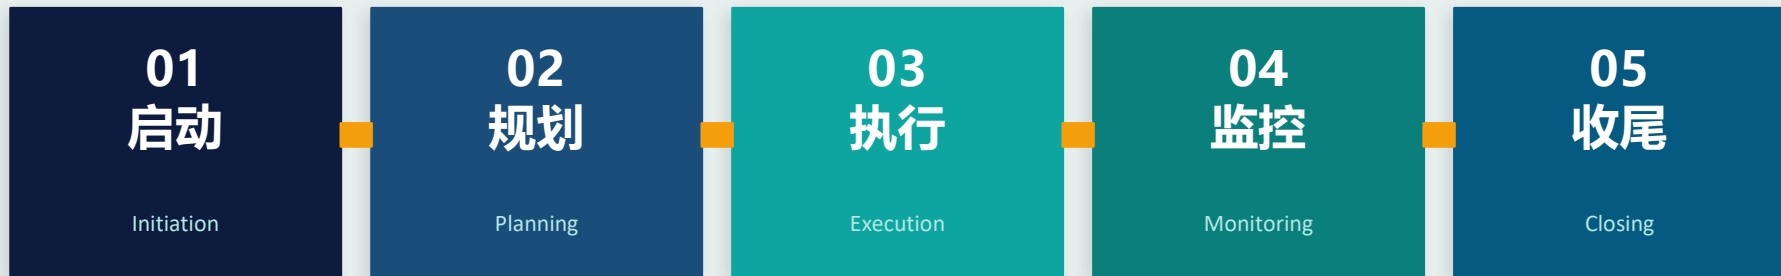 01
启动
Initiation
02
规划
Planning
03
执行
Execution
04
监控
Monitoring
05
收尾
Closing